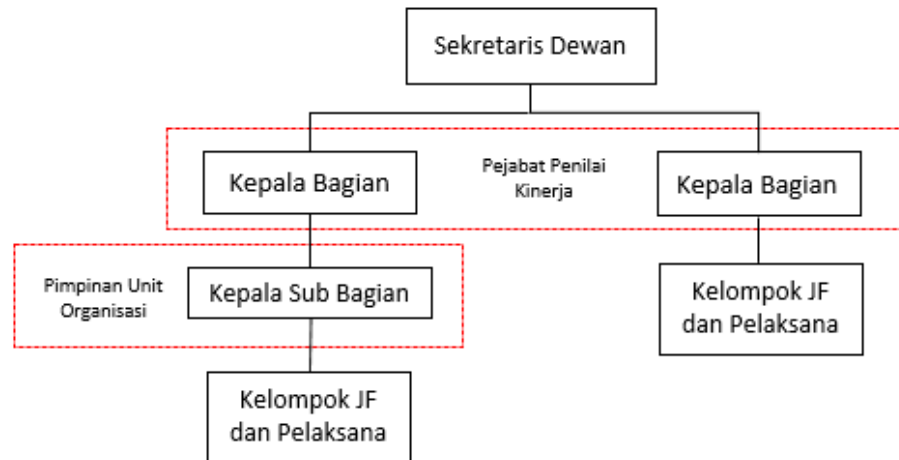 Sekretaris Dewan
Kepala Bagian
Pejabat Penilai
Kinerja
Kepala Bagian
Pimpinan Unit
Organisasi
Kepala Sub Bagian
Kelompok JF
dan Pelaksana
Kelompok JF
dan Pelaksana